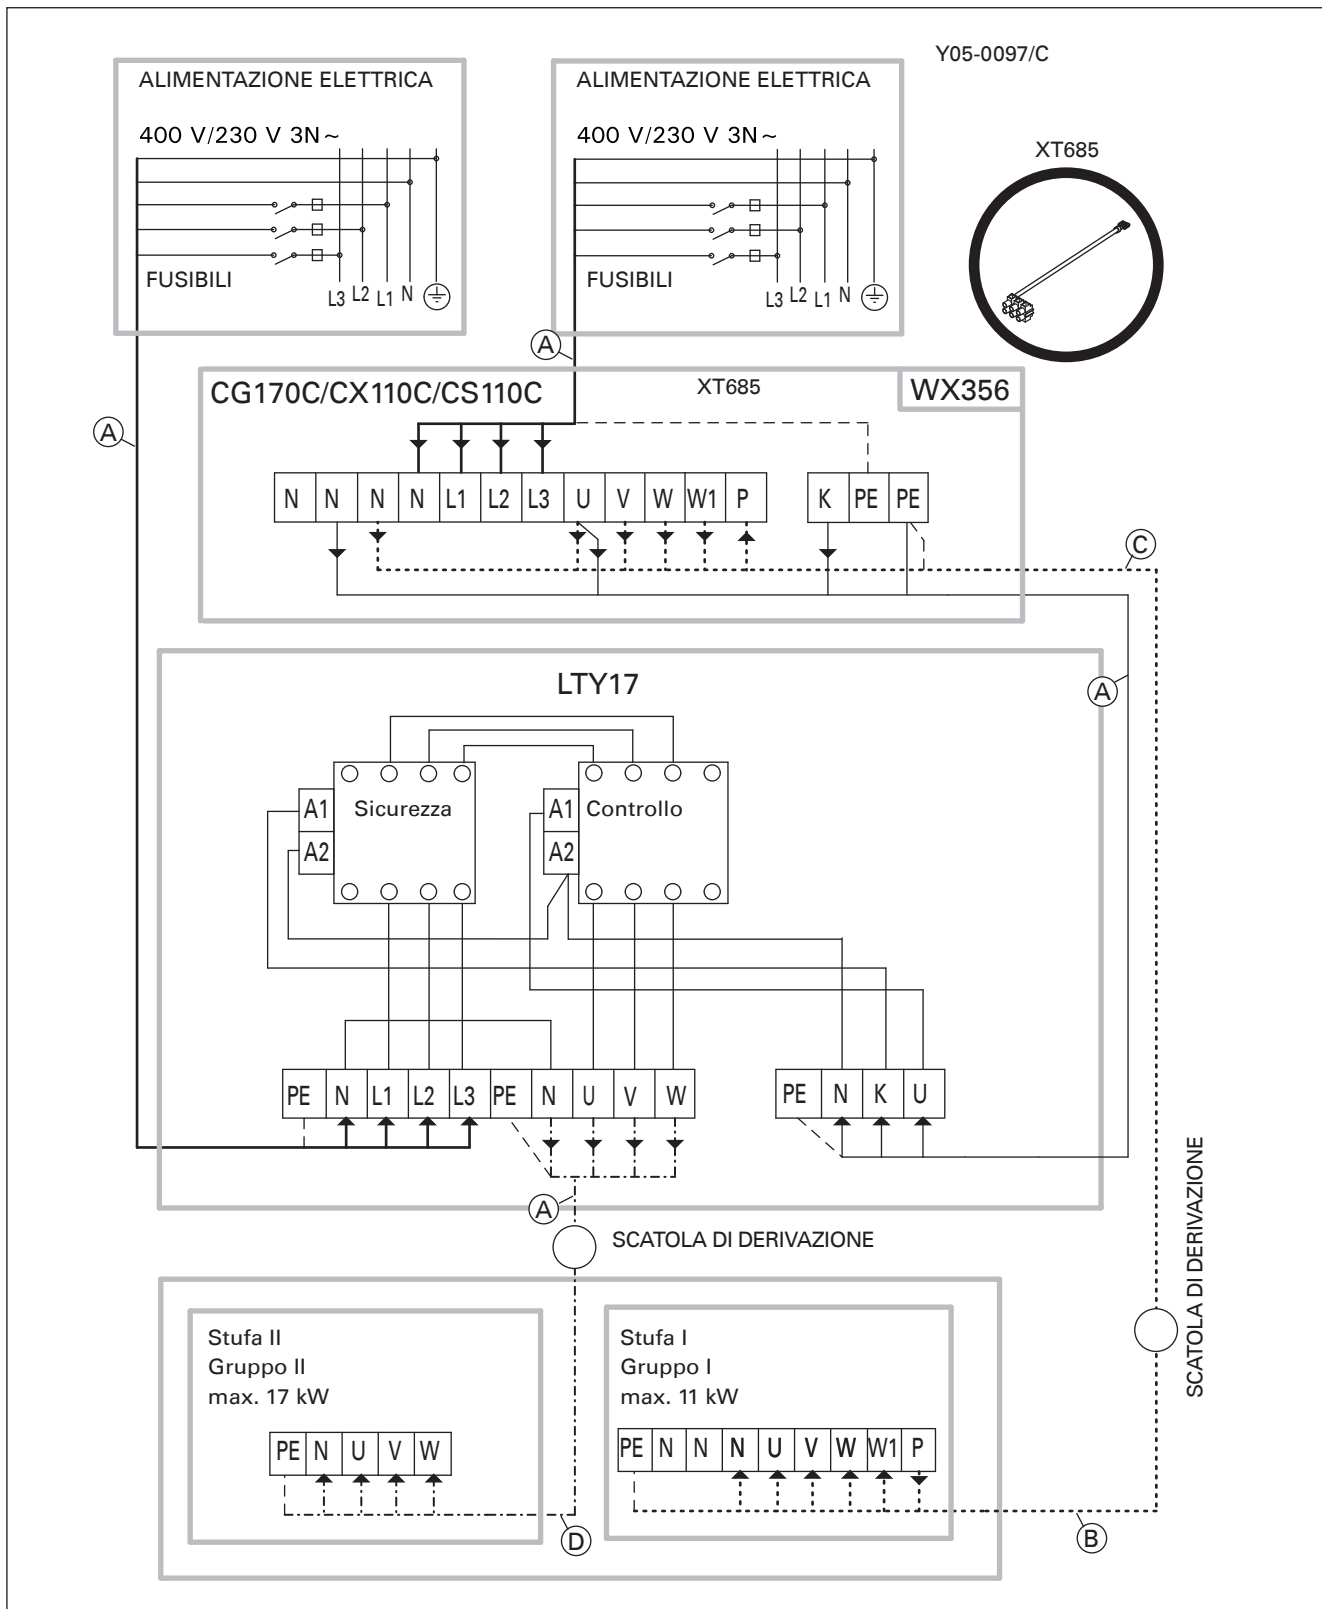 Y05-0097/C
ALIMENTAZIONE ELETTRICA
400 V/230 V 3N~
FUSIBILI
L3 L2 L1 N
ALIMENTAZIONE ELETTRICA
400 V/230 V 3N~
FUSIBILI
L3 L2 L1 N
XT685
A
A
CG170C/CX110C/CS110C
XT685
WX356
N N N N L1 L2 L3 U V W W1 P
K PE PE
C
LTY17
A
A1 Sicurezza
A2
A1 Controllo
A2
PE N L1 L2 L3 PE N U V W
PE N K U
A
SCATOLA DI DERIVAZIONE
SCATOLA DI DERIVAZIONE
Stufa II
Gruppo II
max. 17 kW
PE N U V W
D
Stufa I
Gruppo I
max. 11 kW
PE N N N U V W W1 P
B